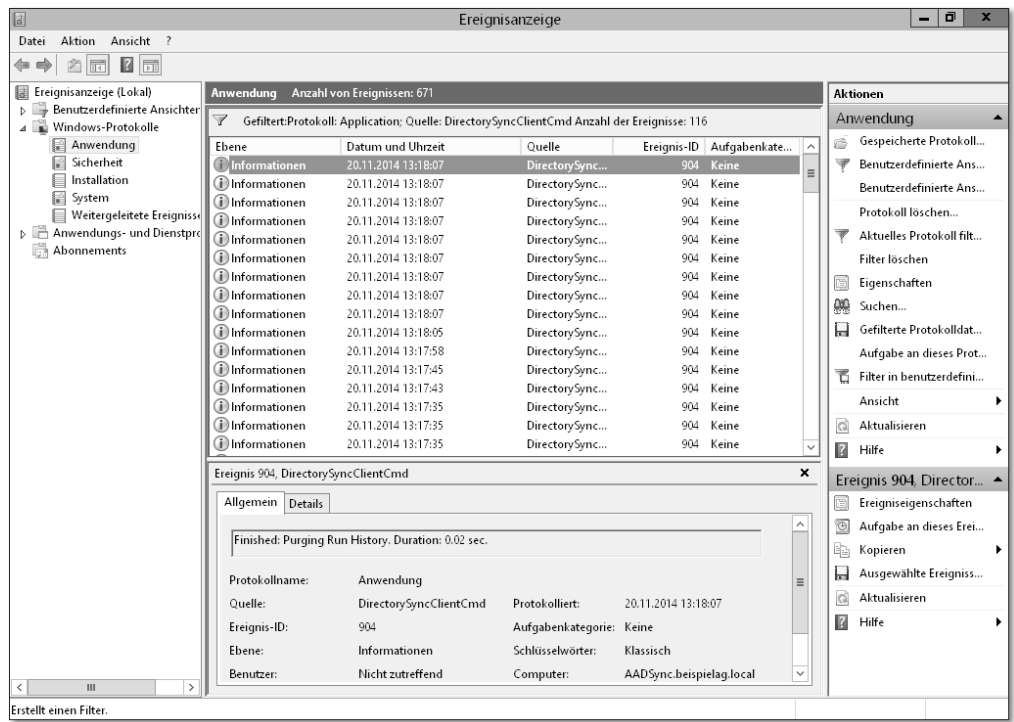 Ereignisanzeige
Datei Aktion Ansicht ?
Ereignisanzeige (Lokal)
Benutzerdefinierte Ansichten
Windows-Protokolle
Anwendung
Sicherheit
Installation
System
Weitergeleitete Ereignisse
Anwendungs- und Dienstpro
Abonnements
Anwendung Anzahl von Ereignissen: 671
Gefiltert:Protokoll: Application; Quelle: DirectorySyncClientCmd Anzahl der Ereignisse: 116
Ebene Datum und Uhrzeit Quelle Ereignis-ID Aufgabenkate...
Informationen 20.11.2014 13:18:07 DirectorySync... 904 Keine
Informationen 20.11.2014 13:18:07 DirectorySync... 904 Keine
Informationen 20.11.2014 13:18:07 DirectorySync... 904 Keine
Informationen 20.11.2014 13:18:07 DirectorySync... 904 Keine
Informationen 20.11.2014 13:18:07 DirectorySync... 904 Keine
Informationen 20.11.2014 13:18:07 DirectorySync... 904 Keine
Informationen 20.11.2014 13:18:07 DirectorySync... 904 Keine
Informationen 20.11.2014 13:18:07 DirectorySync... 904 Keine
Informationen 20.11.2014 13:18:07 DirectorySync... 904 Keine
Informationen 20.11.2014 13:18:05 DirectorySync... 904 Keine
Informationen 20.11.2014 13:17:58 DirectorySync... 904 Keine
Informationen 20.11.2014 13:17:45 DirectorySync... 904 Keine
Informationen 20.11.2014 13:17:43 DirectorySync... 904 Keine
Informationen 20.11.2014 13:17:35 DirectorySync... 904 Keine
Informationen 20.11.2014 13:17:35 DirectorySync... 904 Keine
Informationen 20.11.2014 13:17:35 DirectorySync... 904 Keine
Ereignis 904, DirectorySyncClientCmd
Allgemein Details
Finished: Purging Run History. Duration: 0.02 sec.
Protokollname: Anwendung
Quelle: DirectorySyncClientCmd Protokolliert: 20.11.2014 13:18:07
Ereignis-ID: 904 Aufgabenkategorie: Keine
Ebene: Informationen Schlüsselwörter: Klassisch
Benutzer: Nicht zutreffend Computer: AADSync.beispielag.local
Aktionen
Anwendung
Gespeicherte Protokoll...
Benutzerdefinierte Ans...
Benutzerdefinierte Ans...
Protokoll löschen...
Aktuelles Protokoll filt...
Filter löschen
Eigenschaften
Suchen...
Gefilterte Protokolldat...
Aufgabe an dieses Prot...
Filter in benutzerdefini...
Ansicht
Aktualisieren
Hilfe
Ereignis 904, Director...
Ereigniseigenschaften
Aufgabe an dieses Erei...
Kopieren
Ausgewählte Ereigniss...
Aktualisieren
Hilfe
Erstellt einen Filter.